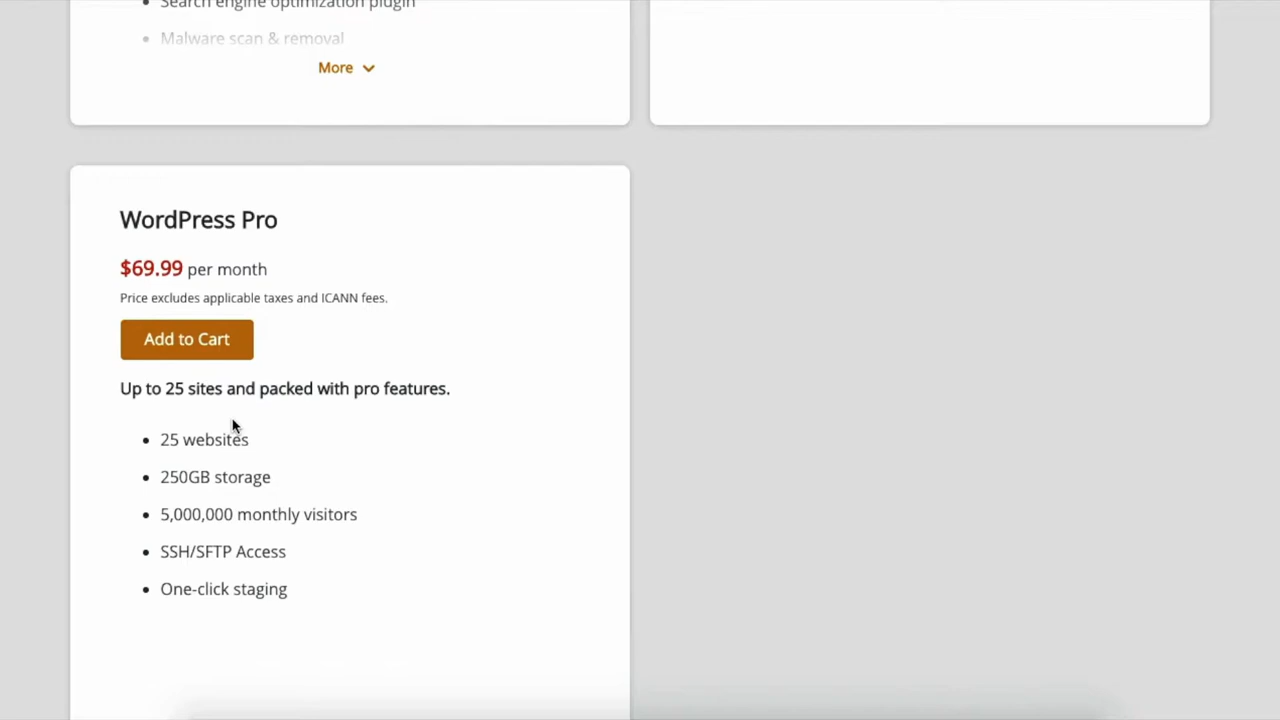 Search engine optimization plugin
Malware scan & removal
More
WordPress Pro
$69.99 per month
Price excludes applicable taxes and ICANN fees.
Add to Cart
Up to 25 sites and packed with pro features.
25 websites
250GB storage
5,000,000 monthly visitors
SSH/SFTP Access
One-click staging